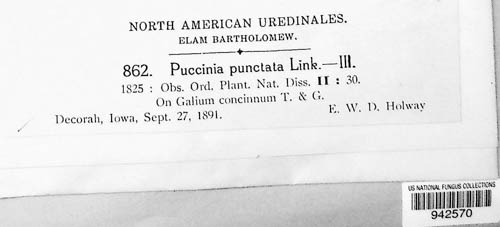 NORTH AMERICAN UREDINALES.
ELAM BARTHOLOMEW.
862. Puccinia punctata Link.—III.
1825 : Obs. Ord. Plant. Nat. Diss. II : 30.
On Galium concinnum T. & G.
Decorah, Iowa, Sept. 27, 1891. E. W. D. Holway
US NATIONAL FUNGUS COLLECTIONS
942570